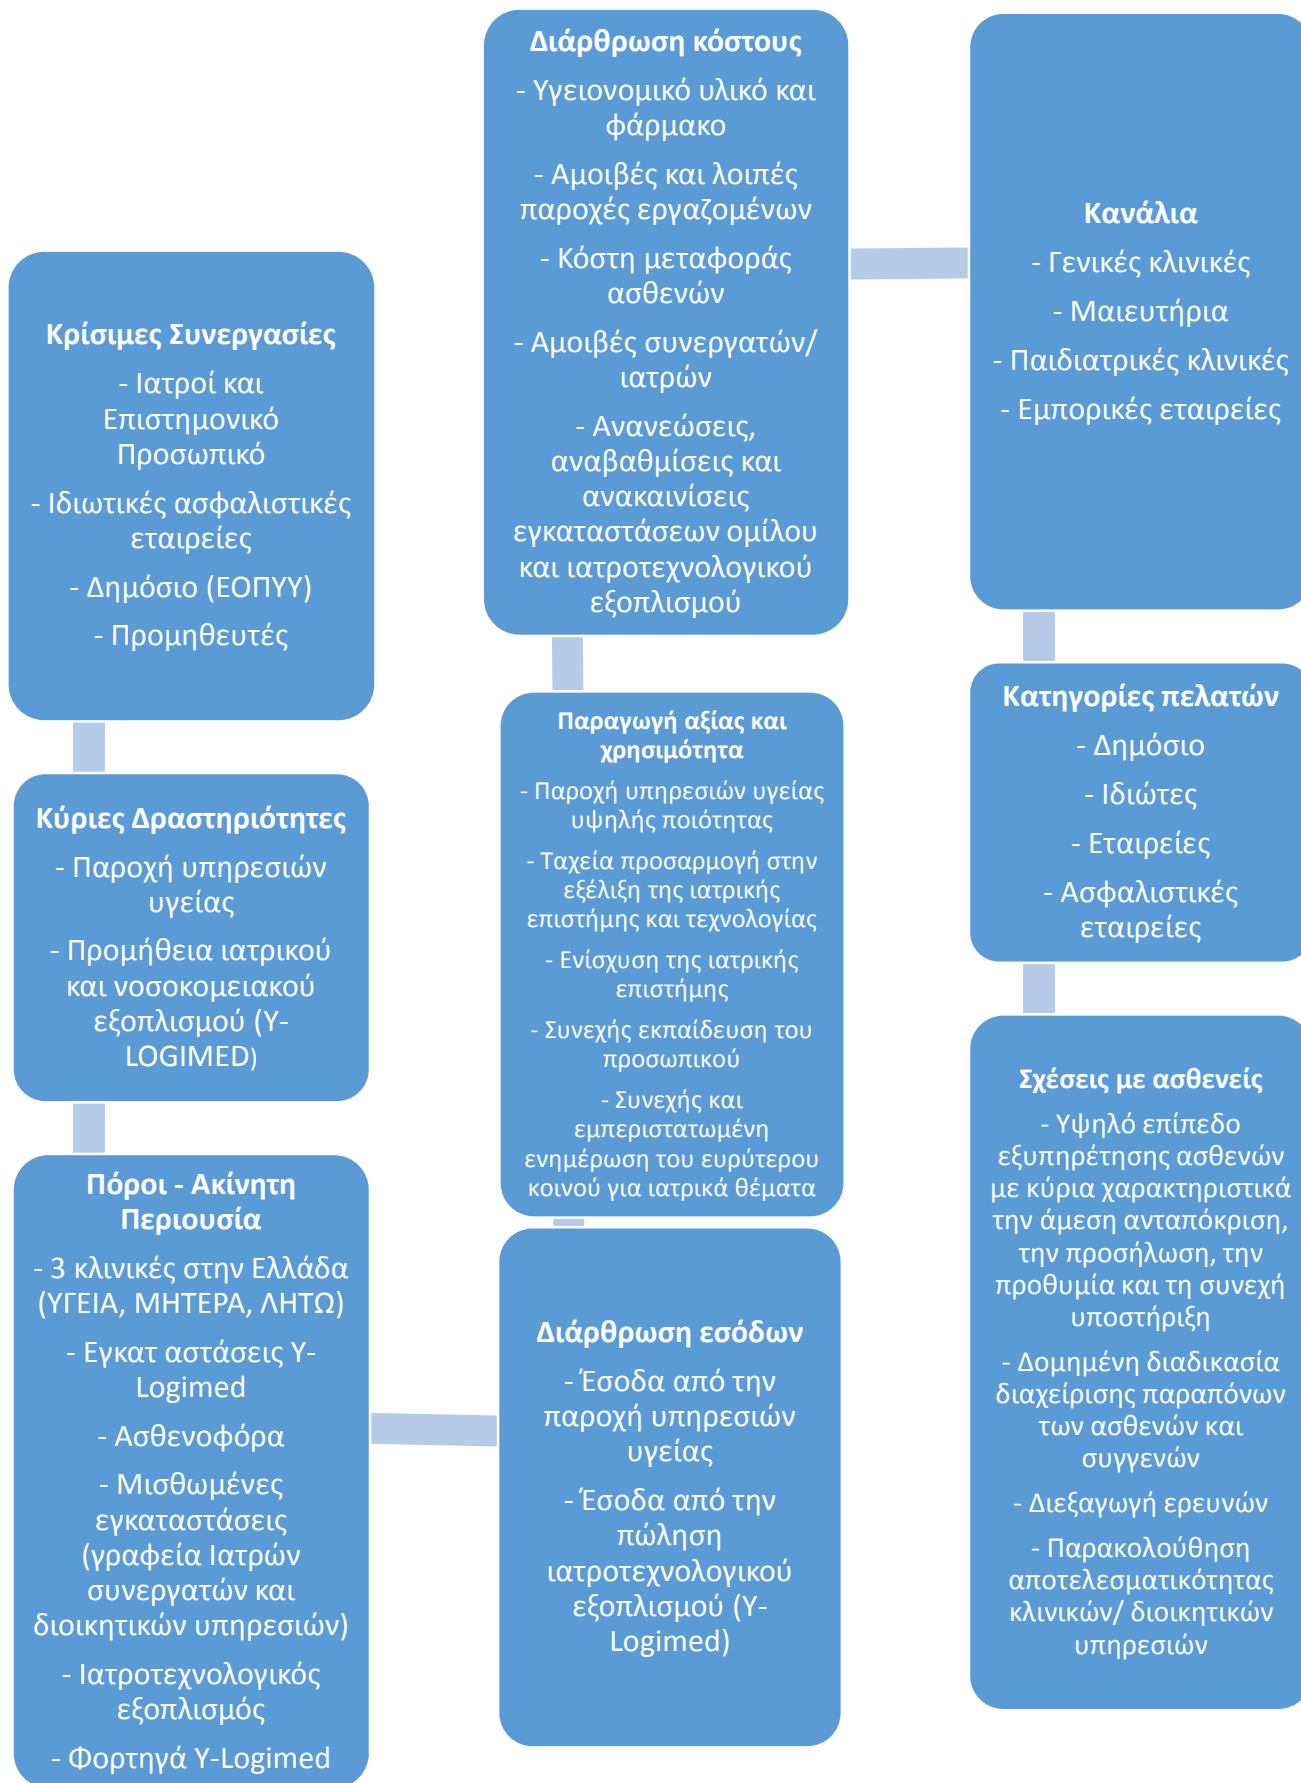 Κρίσιμες Συνεργασίες
- Ιατροί και
Επιστημονικό
Προσωπικό
- Ιδιωτικές ασφαλιστικές
εταιρείες
- Δημόσιο (ΕΟΠΥΥ)
- Προμηθευτές
Κύριες Δραστηριότητες
- Παροχή υπηρεσιών
υγείας
- Προμήθεια ιατρικού
και νοσοκομειακού
εξοπλισμού (Y-
LOGIMED)
Πόροι - Ακίνητη
Περιουσία
- 3 κλινικές στην Ελλάδα
(ΥΓΕΙΑ, ΜΗΤΕΡΑ, ΛΗΤΩ)
- Εγκατ αστάσεις Y-
Logimed
- Ασθενοφόρα
- Μισθωμένες
εγκαταστάσεις
(γραφεία Ιατρών
συνεργατών και
διοικητικών υπηρεσιών)
- Ιατροτεχνολογικός
εξοπλισμός
- Φορτηγά Y-Logimed
Διάρθρωση κόστους
- Υγειονομικό υλικό και
φάρμακο
- Αμοιβές και λοιπές
παροχές εργαζομένων
- Κόστη μεταφοράς
ασθενών
- Αμοιβές συνεργατών/
ιατρών
- Ανανεώσεις,
αναβαθμίσεις και
ανακαινίσεις
εγκαταστάσεων ομίλου
και ιατροτεχνολογικού
εξοπλισμού
Παραγωγή αξίας και
χρησιμότητα
- Παροχή υπηρεσιών υγείας
υψηλής ποιότητας
- Ταχεία προσαρμογή στην
εξέλιξη της ιατρικής
επιστήμης και τεχνολογίας
- Ενίσχυση της ιατρικής
επιστήμης
- Συνεχής εκπαίδευση του
προσωπικού
- Συνεχής και
εμπεριστατωμένη
ενημέρωση του ευρύτερου
κοινού για ιατρικά θέματα
Διάρθρωση εσόδων
- Έσοδα από την
παροχή υπηρεσιών
υγείας
- Έσοδα από την
πώληση
ιατροτεχνολογικού
εξοπλισμού (Y-
Logimed)
Κανάλια
- Γενικές κλινικές
- Μαιευτήρια
- Παιδιατρικές κλινικές
- Εμπορικές εταιρείες
Κατηγορίες πελατών
- Δημόσιο
- Ιδιώτες
- Εταιρείες
- Ασφαλιστικές
εταιρείες
Σχέσεις με ασθενείς
- Υψηλό επίπεδο
εξυπηρέτησης ασθενών
με κύρια χαρακτηριστικά
την άμεση ανταπόκριση,
την προσήλωση, την
προθυμία και τη συνεχή
υποστήριξη
- Δομημένη διαδικασία
διαχείρισης παραπόνων
των ασθενών και
συγγενών
- Διεξαγωγή ερευνών
- Παρακολούθηση
αποτελεσματικότητας
κλινικών/ διοικητικών
υπηρεσιών